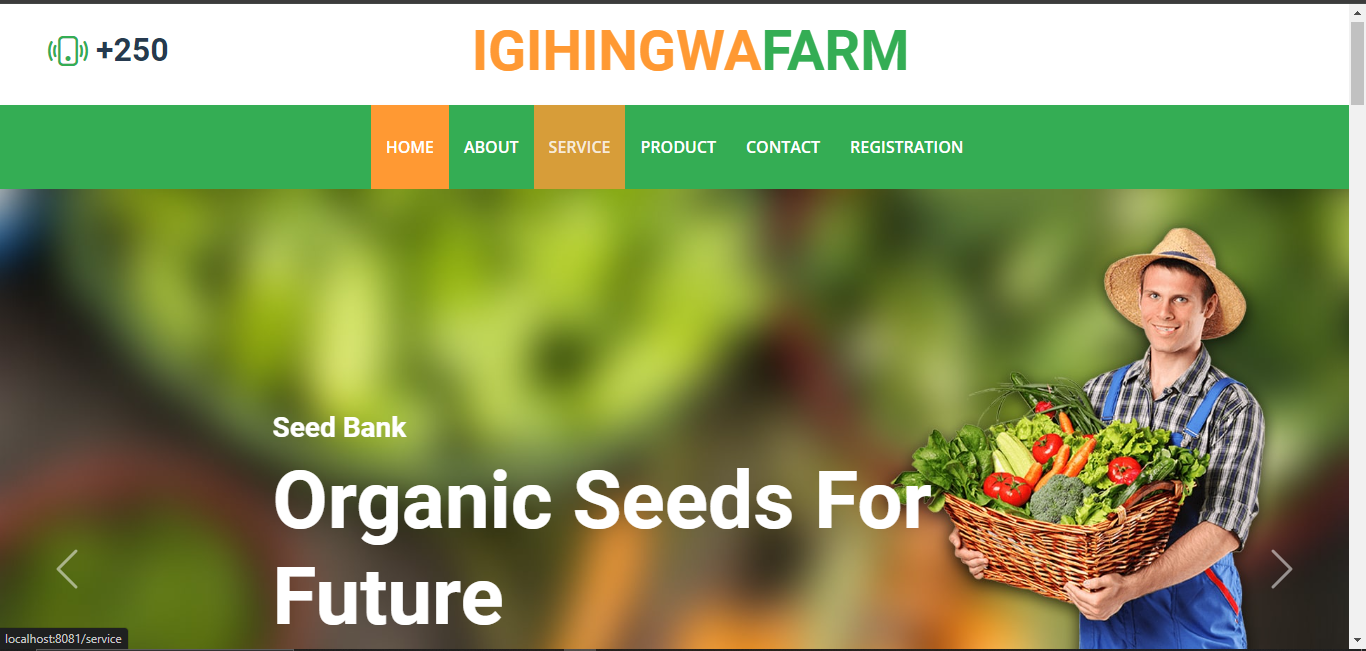 +250
IGIHINGWAFARM
HOME ABOUT SERVICE PRODUCT CONTACT REGISTRATION
Seed Bank
Organic Seeds For
Future
localhost:8081/service